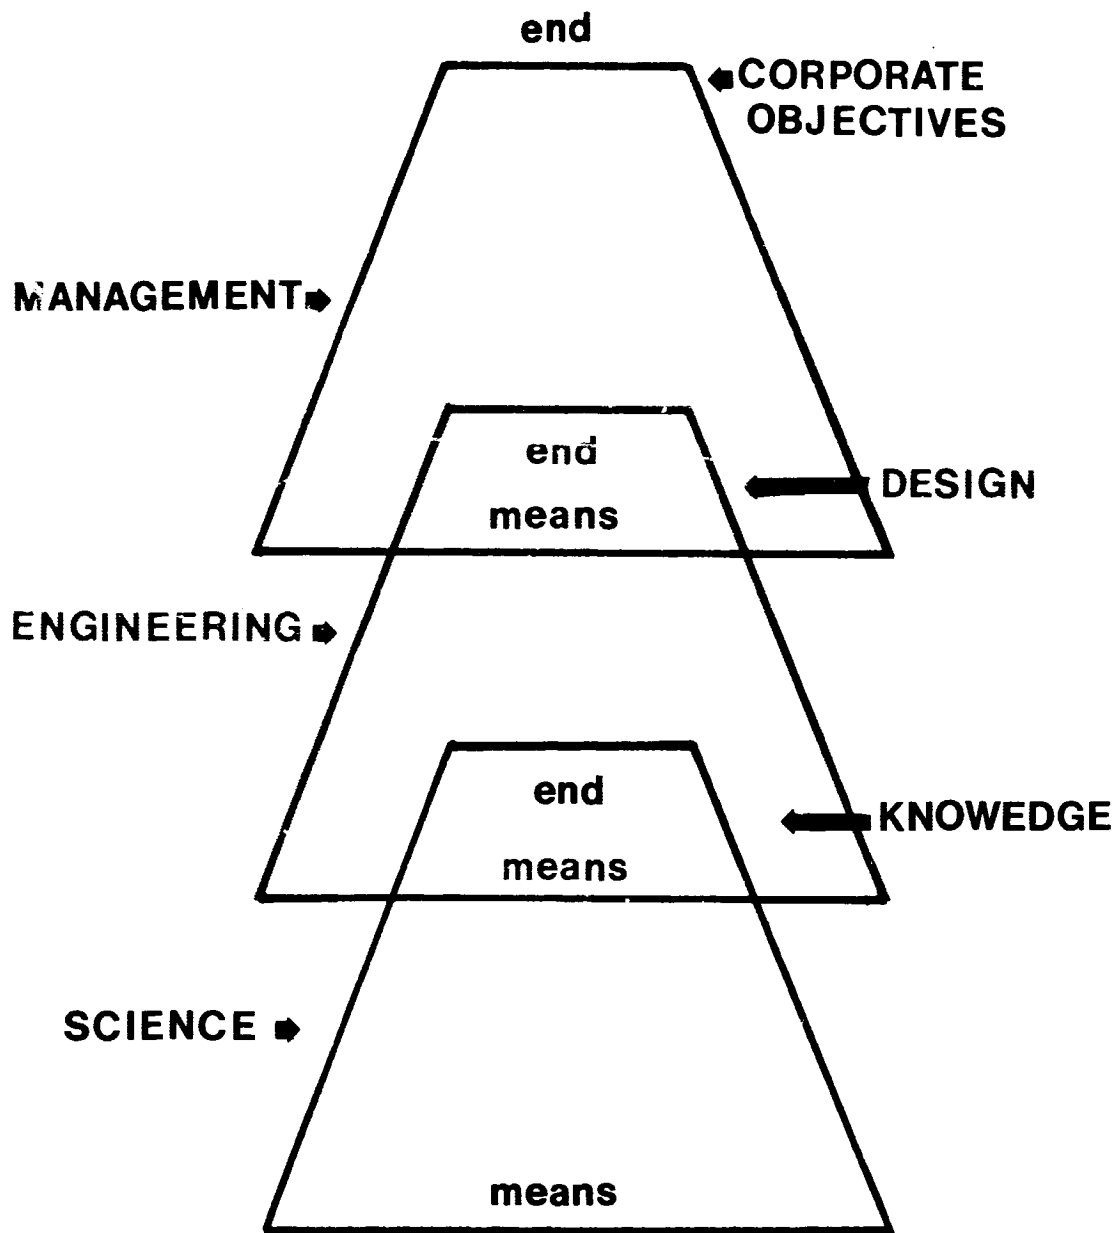 end
CORPORATE
OBJECTIVES
MANAGEMENT
end
DESIGN
means
ENGINEERING
end
KNOWEDGE
means
SCIENCE
means